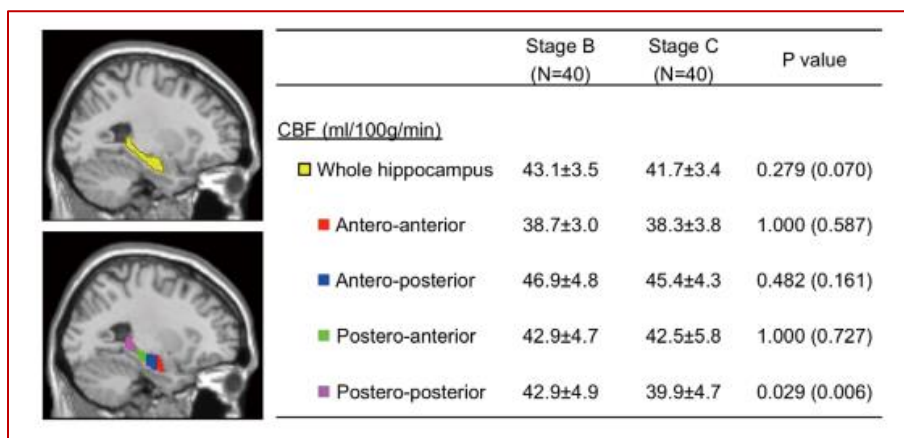 Stage B Stage C P value
(N=40) (N=40)
CBF (ml/100g/min)
Whole hippocampus 43.1±3.5 41.7±3.4 0.279 (0.070)
Antero-anterior 38.7±3.0 38.3±3.8 1.000 (0.587)
Antero-posterior 46.9±4.8 45.4±4.3 0.482 (0.161)
Postero-anterior 42.9±4.7 42.5±5.8 1.000 (0.727)
Postero-posterior 42.9±4.9 39.9±4.7 0.029 (0.006)